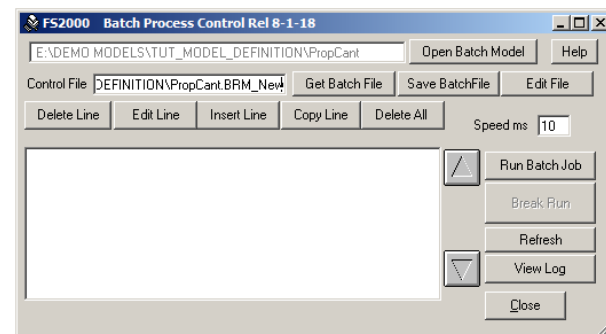 FS2000 Batch Process Control Rel 8-1-18
E:\DEMO MODELS\TUT_MODEL_DEFINITION\PropCant Open Batch Model Help
Control File DEFINITION\PropCant.BRM_New Get Batch File Save BatchFile Edit File
Delete Line Edit Line Insert Line Copy Line Delete All Speed ms 10
Run Batch Job
Break Run
Refresh
View Log
Close